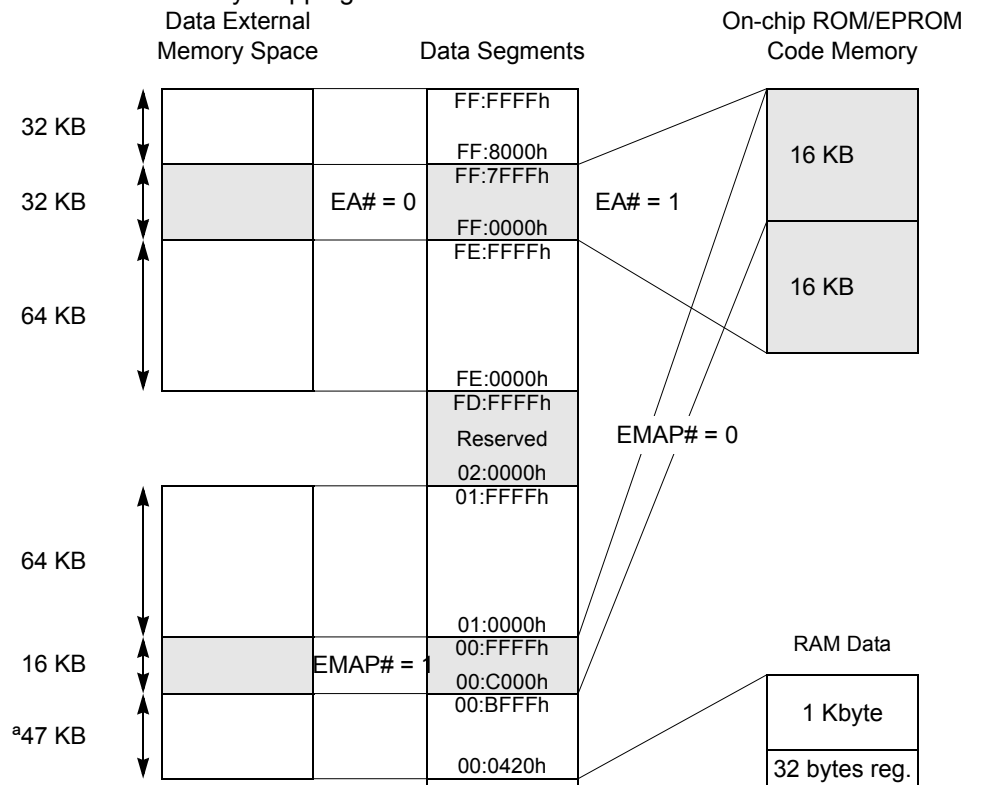 Data External
Memory Space
Data Segments
On-chip ROM/EPROM
Code Memory
32 KB
FF:FFFFh
FF:8000h
16 KB
32 KB
EA# = 0
FF:7FFFh
FF:0000h
EA# = 1
64 KB
FE:FFFFh
FE:0000h
16 KB
FD:FFFFh
Reserved
02:0000h
EMAP# = 0
64 KB
01:FFFFh
01:0000h
16 KB
EMAP# = 1
00:FFFFh
00:C000h
RAM Data
ª47 KB
00:BFFFh
00:0420h
1 Kbyte
32 bytes reg.